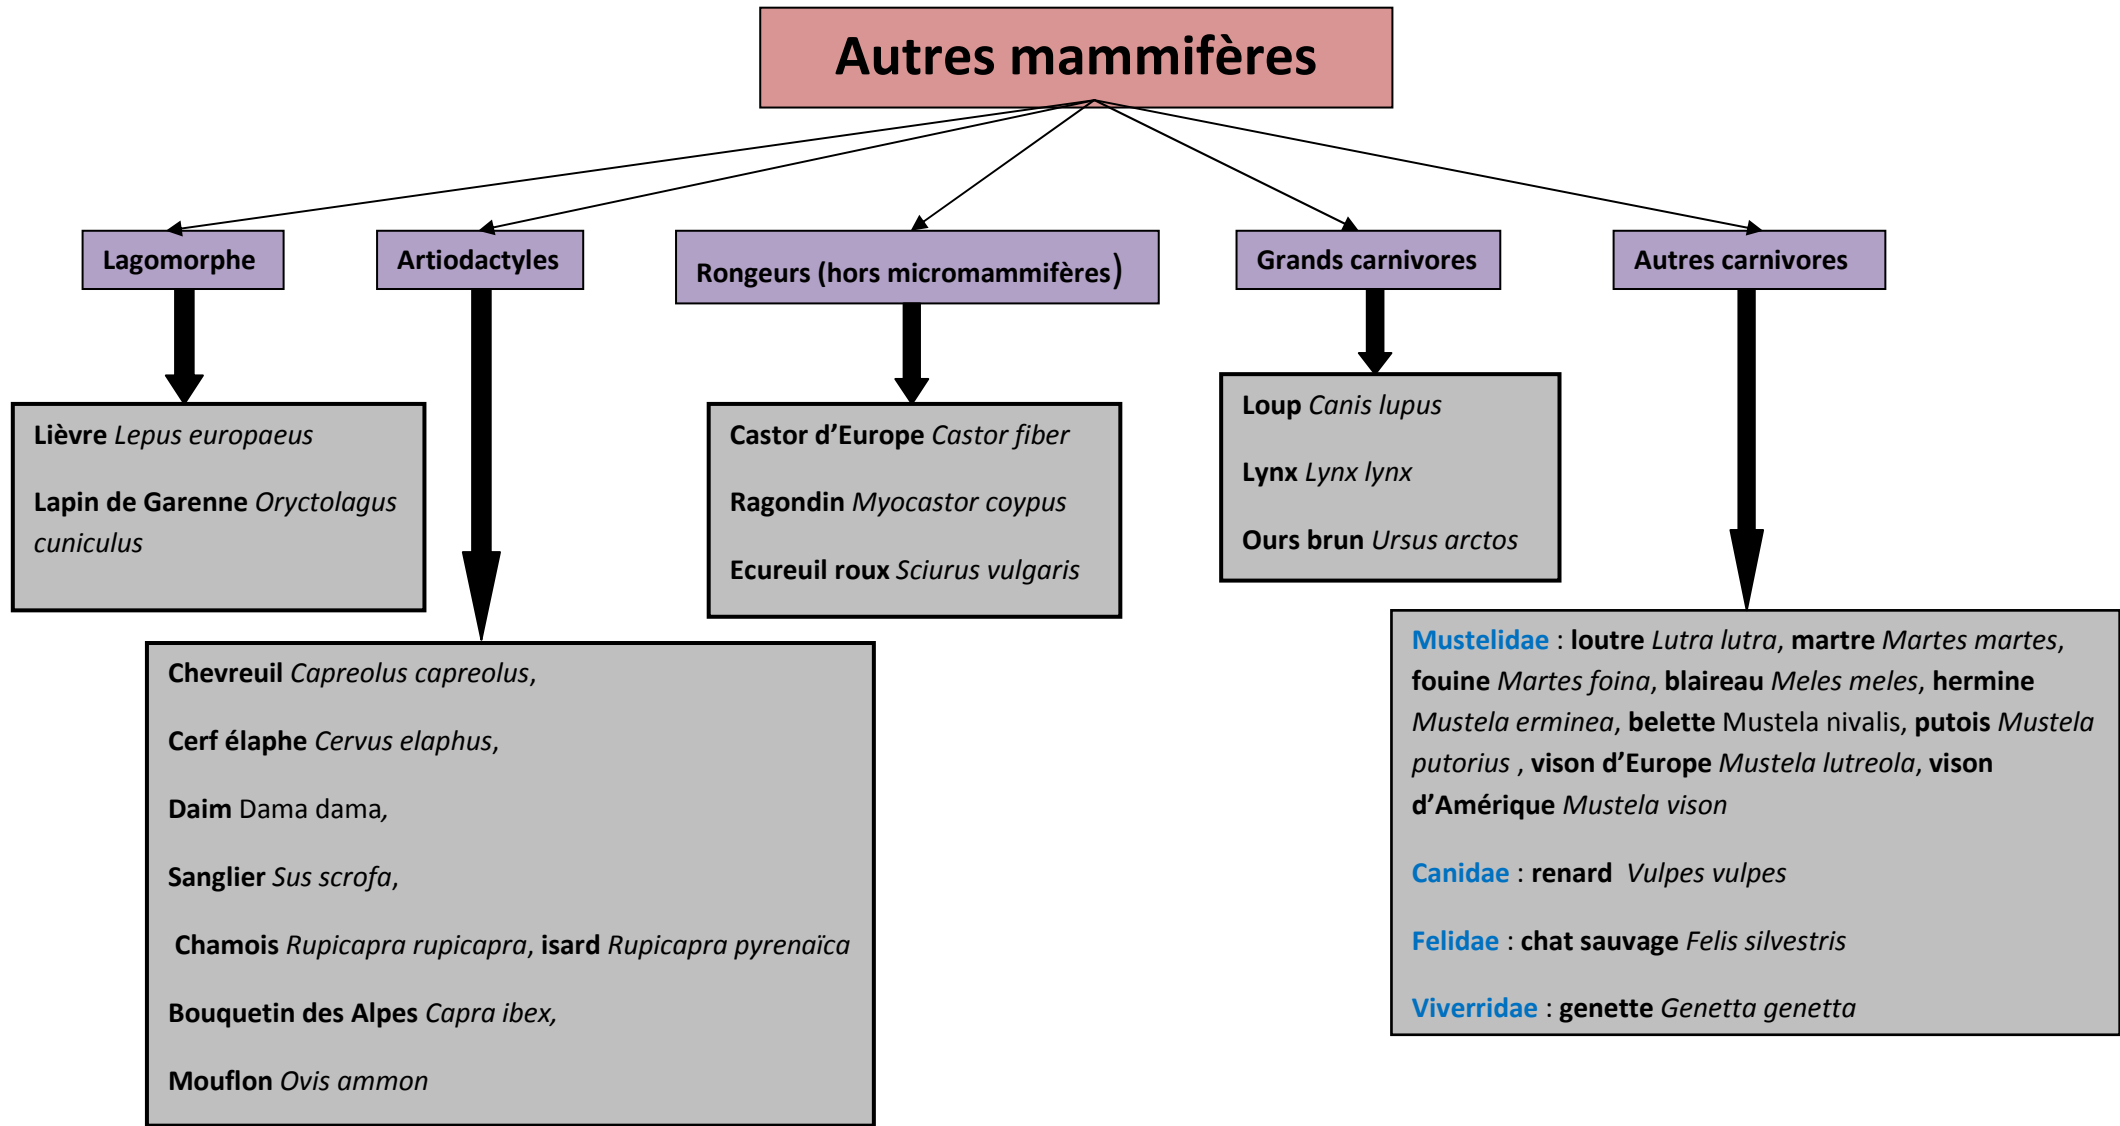 Autres mammifères
Lagomorphe
Artiodactyles
Rongeurs (hors micromammifères)
Grands carnivores
Autres carnivores
Lièvre Lepus europaeus
Lapin de Garenne Oryctolagus
cuniculus
Chevreuil Capreolus capreolus,
Cerf élaphe Cervus elaphus,
Daim Dama dama,
Sanglier Sus scrofa,
Chamois Rupicapra rupicapra, isard Rupicapra pyrenaïca
Bouquetin des Alpes Capra ibex,
Mouflon Ovis ammon
Castor d’Europe Castor fiber
Ragondin Myocastor coypus
Ecureuil roux Sciurus vulgaris
Loup Canis lupus
Lynx Lynx lynx
Ours brun Ursus arctos
Mustelidae : loutre Lutra lutra, martre Martes martes,
fouine Martes foina, blaireau Meles meles, hermine
Mustela erminea, belette Mustela nivalis, putois Mustela
putorius , vison d’Europe Mustela lutreola, vison
d’Amérique Mustela vison
Canidae : renard Vulpes vulpes
Felidae : chat sauvage Felis silvestris
Viverridae : genette Genetta genetta